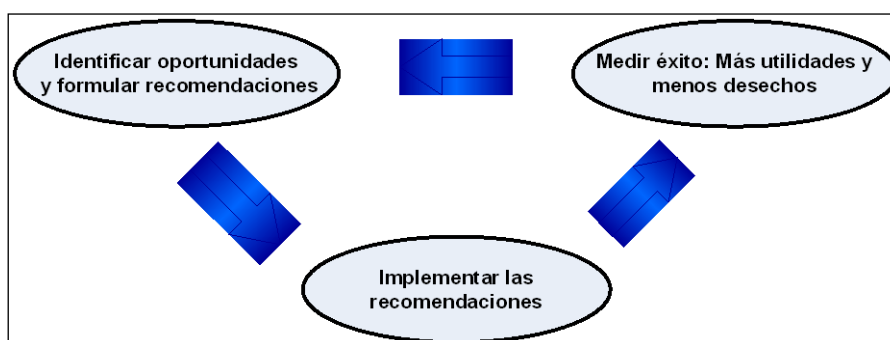 Identificar oportunidades
y formular recomendaciones
Medir éxito: Más utilidades y
menos desechos
Implementar las
recomendaciones